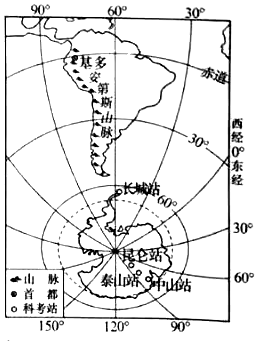 90°
60°
30°
基多
安
第
斯
山
脉
赤道
30°
西经0°东经
长城站
60°
30°
昆仑站
泰山站
中山站
60°
山 脉
首 都
科考站
150°
120°
90°